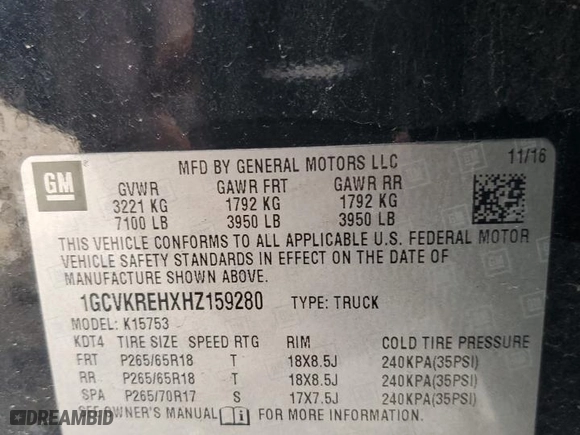 GM
MFD BY GENERAL MOTORS LLC
11/16
GVWR GAWR FRT GAWR RR
3221 KG 1792 KG 1792 KG
7100 LB 3950 LB 3950 LB
THIS VEHICLE CONFORMS TO ALL APPLICABLE U.S. FEDERAL MOTOR
VEHICLE SAFETY STANDARDS IN EFFECT ON THE DATE OF
MANUFACTURE SHOWN ABOVE.
1GCVKREHXHZ159280 TYPE: TRUCK
MODEL: K15753
KDT4 TIRE SIZE SPEED RTG RIM COLD TIRE PRESSURE
FRT P265/65R18 T 18X8.5J 240KPA(35PSI)
RR P265/65R18 T 18X8.5J 240KPA(35PSI)
SPA P265/70R17 S 17X7.5J 240KPA(35PSI)
SEE OWNER'S MANUAL FOR MORE INFORMATION.
DREAMBID